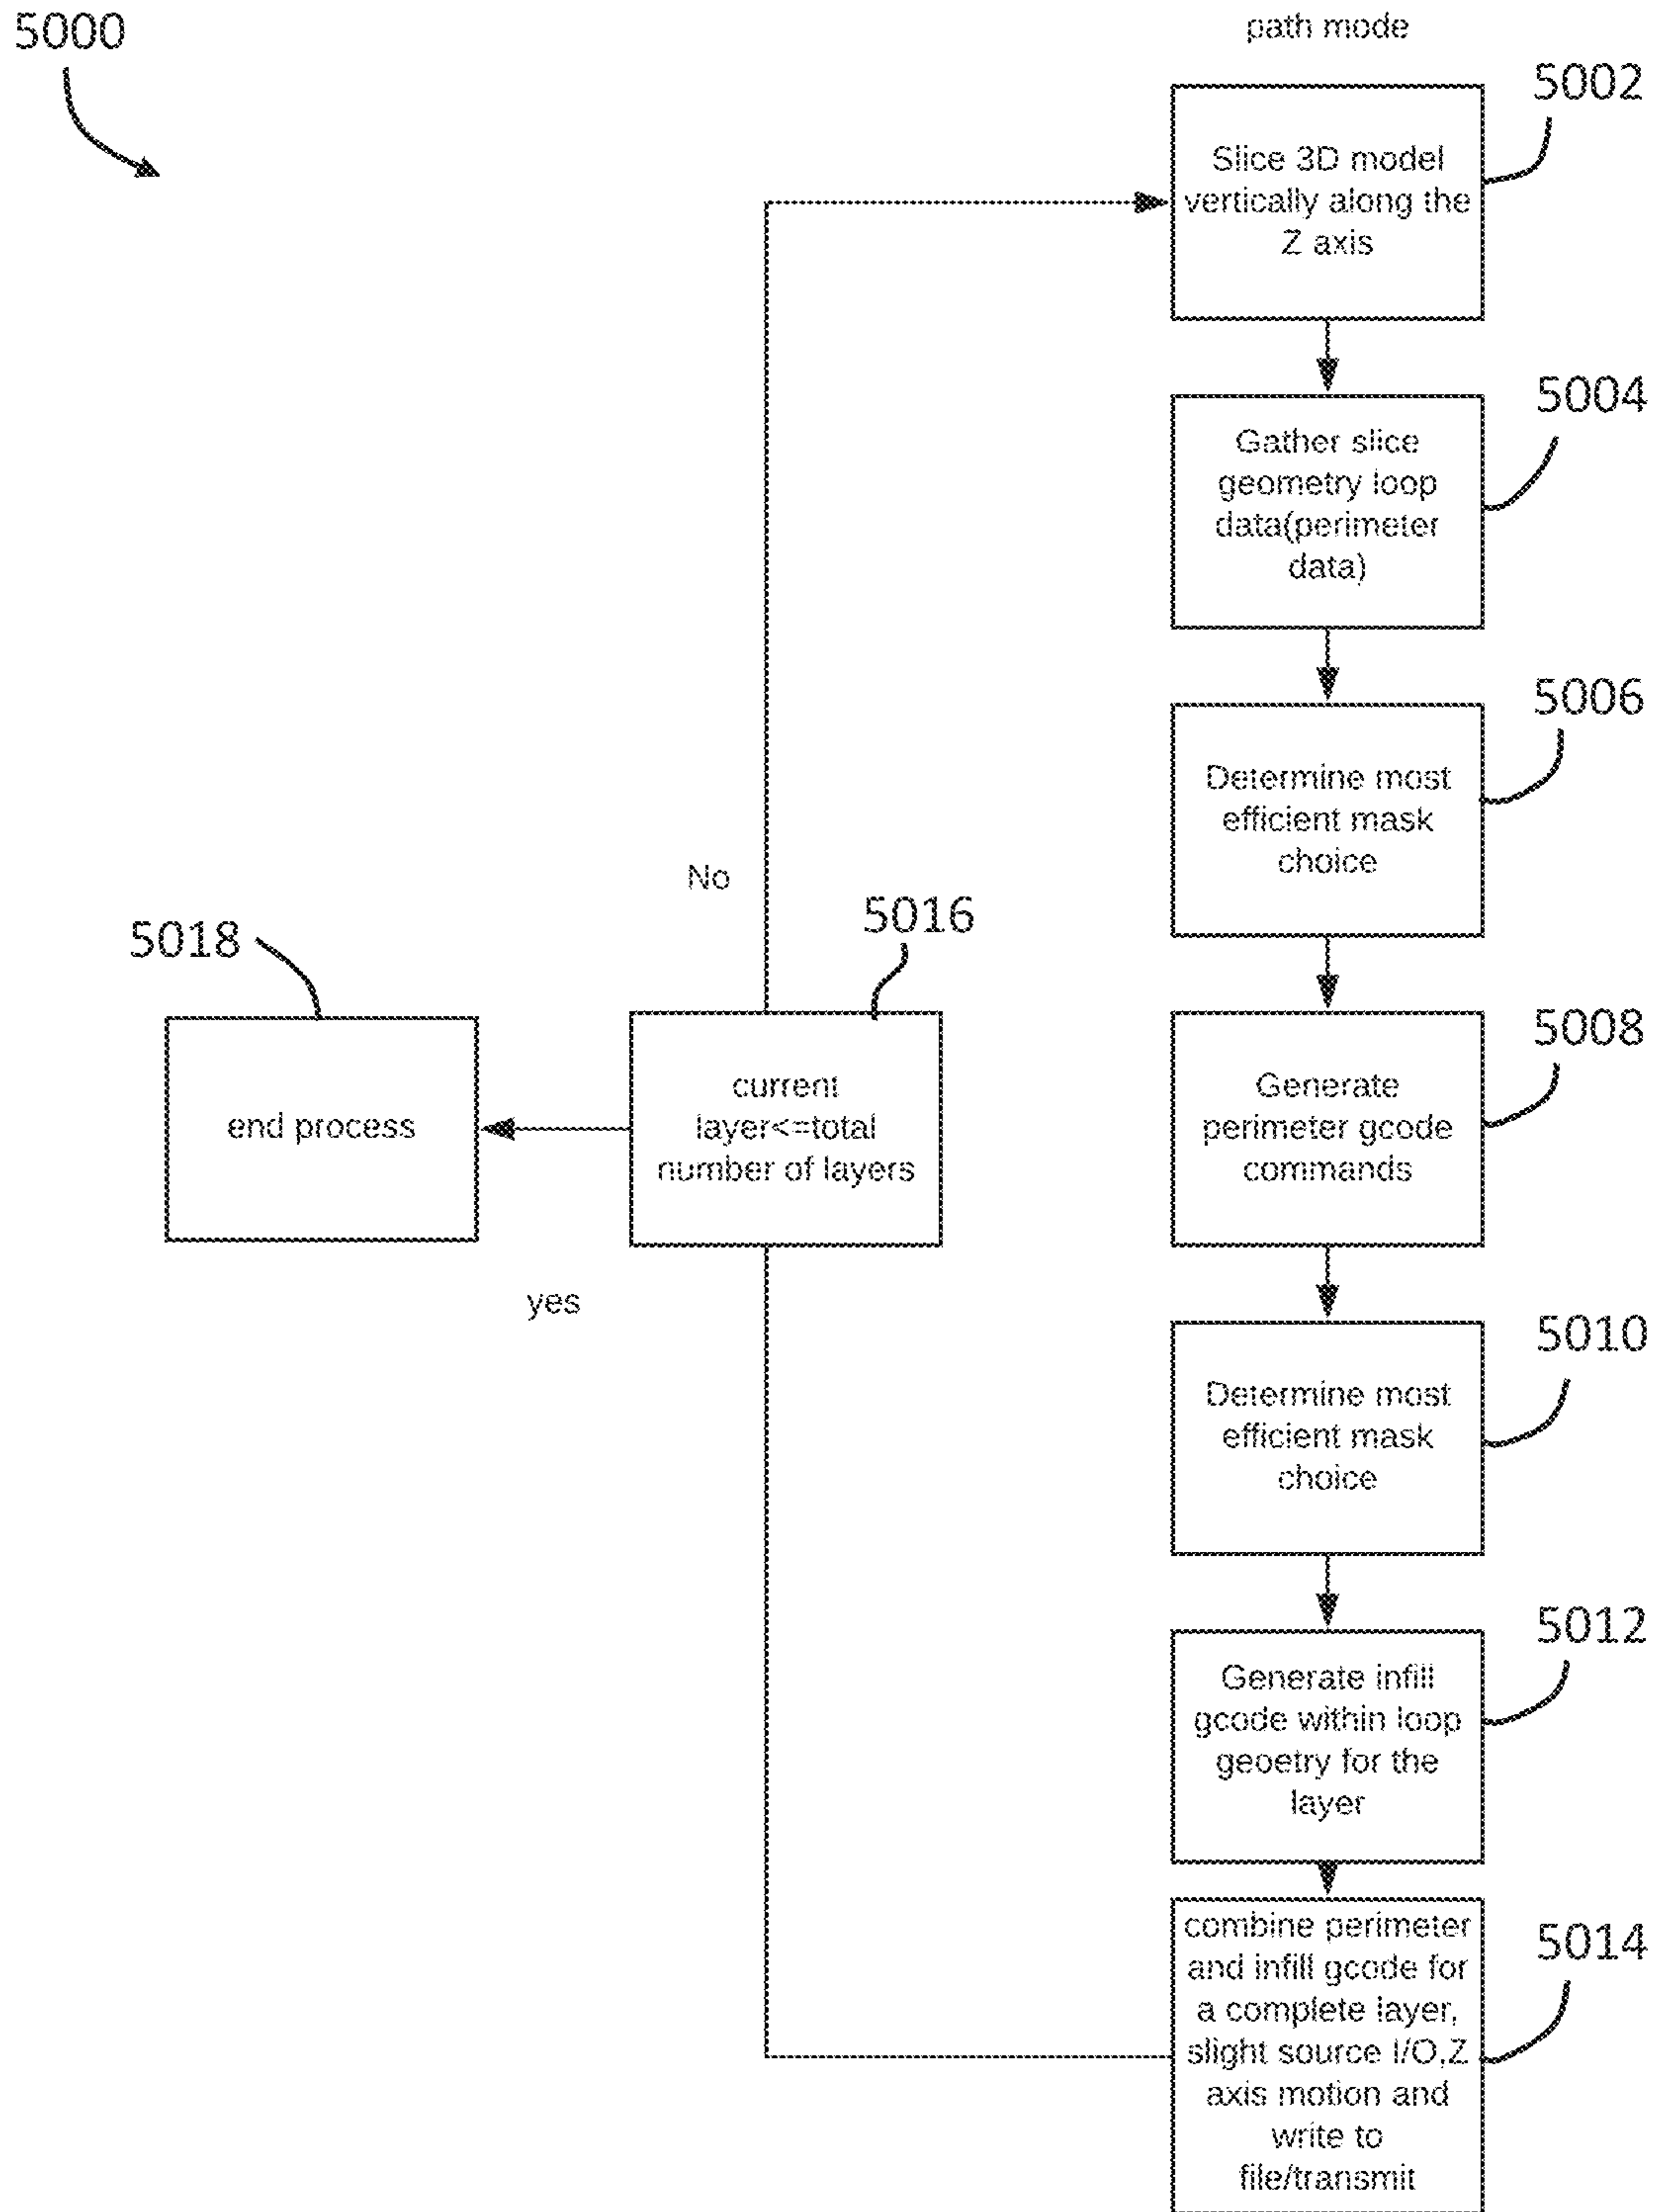 5000
path mode
5002
Slice 3D model
vertically along the
Z axis
5004
Gather slice
geometry loop
data(perimeter
data)
5006
Determine most
efficient mask
choice
No
5016
5018
5008
current
layer<=total
number of layers
end process
Generate
perimeter gcode
commands
yes
5010
Determine most
efficient mask
choice
5012
Generate infill
gcode within loop
geoetry for the
layer
5014
combine perimeter
and infill gcode for
a complete layer,
slight source I/O,Z
axis motion and
write to
file/transmit